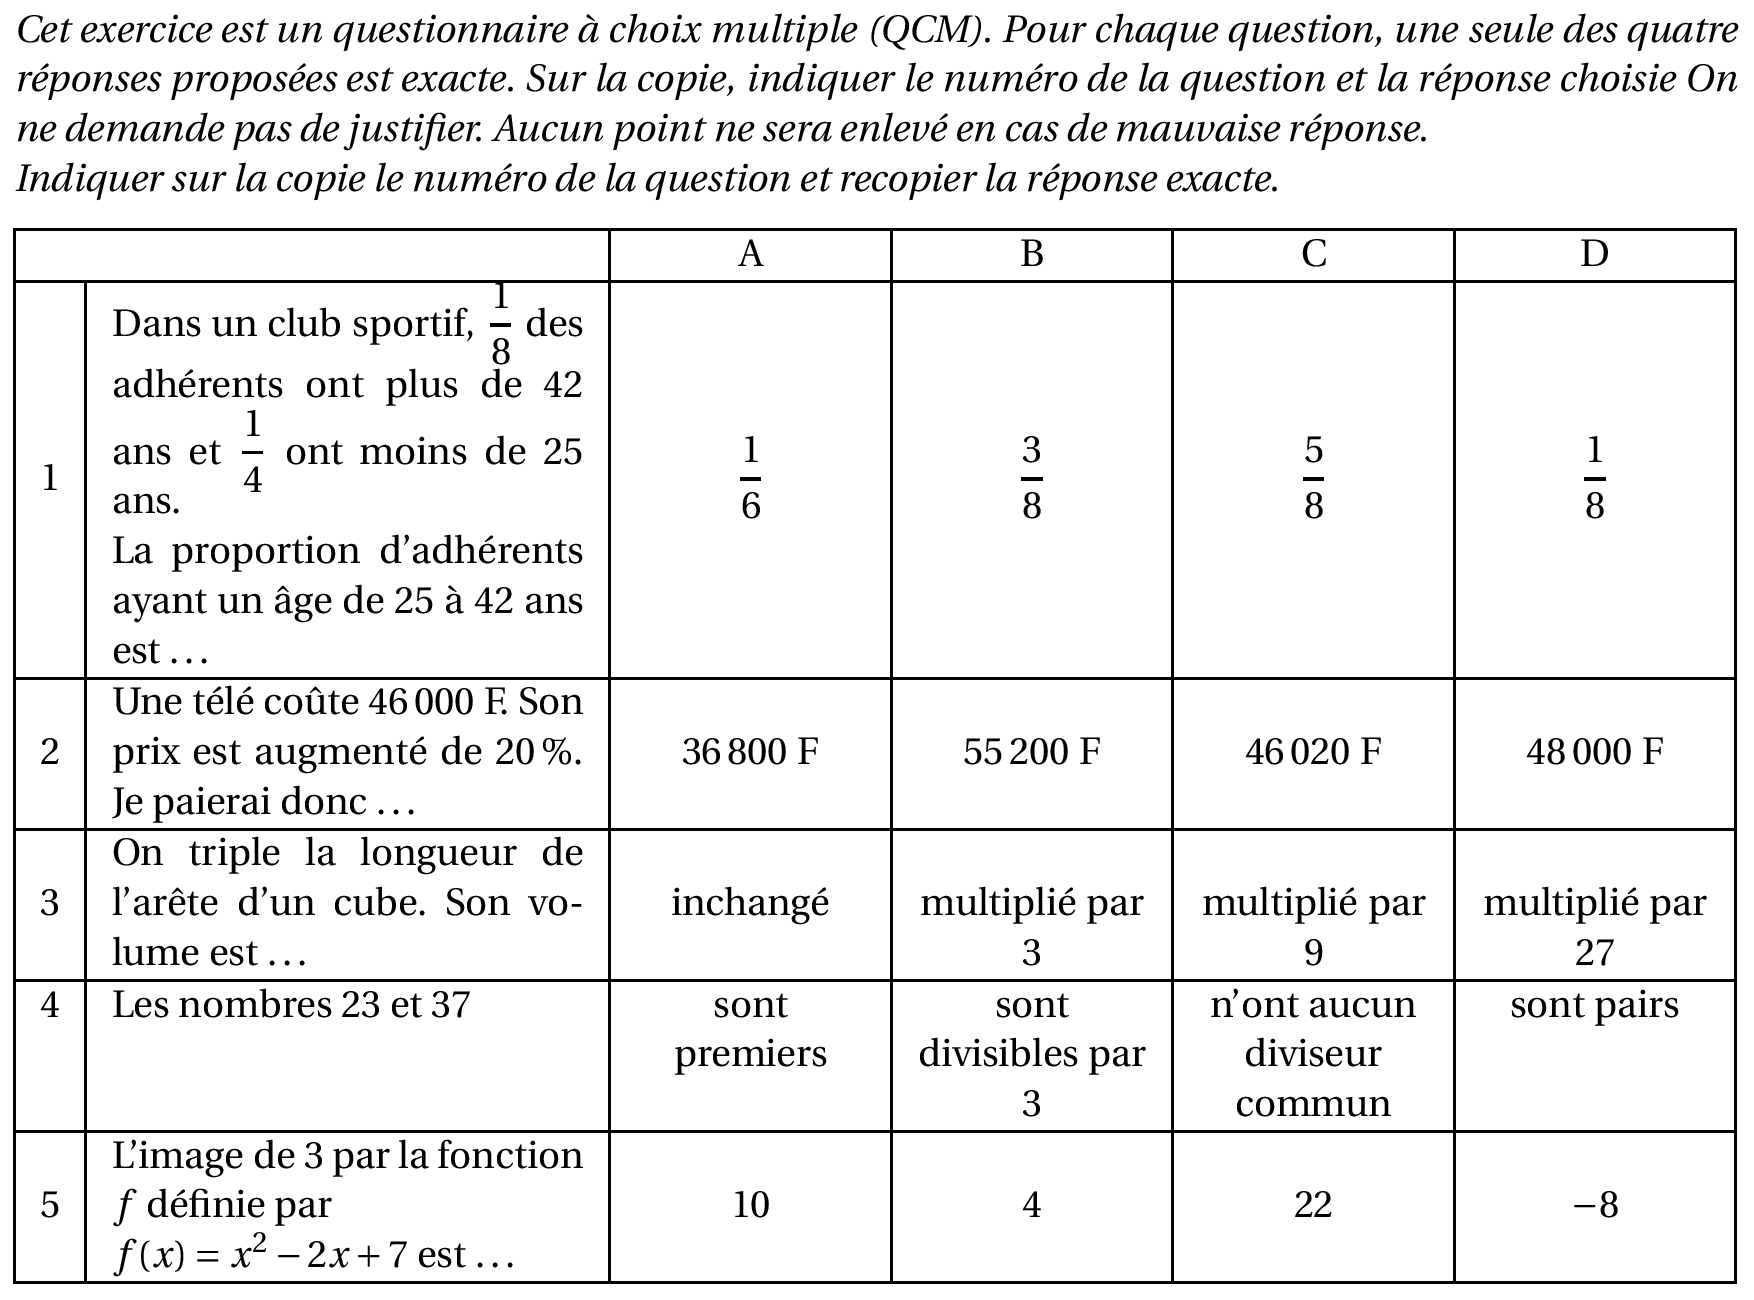 Cet exercice est un questionnaire à choix multiple (QCM). Pour chaque question, une seule des quatre
réponses proposées est exacte. Sur la copie, indiquer le numéro de la question et la réponse choisie On
ne demande pas de justifier. Aucun point ne sera enlevé en cas de mauvaise réponse.
Indiquer sur la copie le numéro de la question et recopier la réponse exacte.
A B C D
1
Dans un club sportif, 1/8 des
adhérents ont plus de 42
ans et 1/4 ont moins de 25
ans.
La proportion d'adhérents
ayant un âge de 25 à 42 ans
est ...
1/6 3/8 5/8 1/8
2
Une télé coûte 46 000 F. Son
prix est augmenté de 20 %.
Je paierai donc ...
36 800 F 55 200 F 46 020 F 48 000 F
3
On triple la longueur de
l'arête d'un cube. Son vo-
lume est ...
inchangé
multiplié par
3
multiplié par
9
multiplié par
27
4
Les nombres 23 et 37
sont
premiers
sont
divisibles par
3
n'ont aucun
diviseur
commun
sont pairs
5
L'image de 3 par la fonction
f définie par
f(x) = x² − 2x + 7 est ...
10 4 22 −8